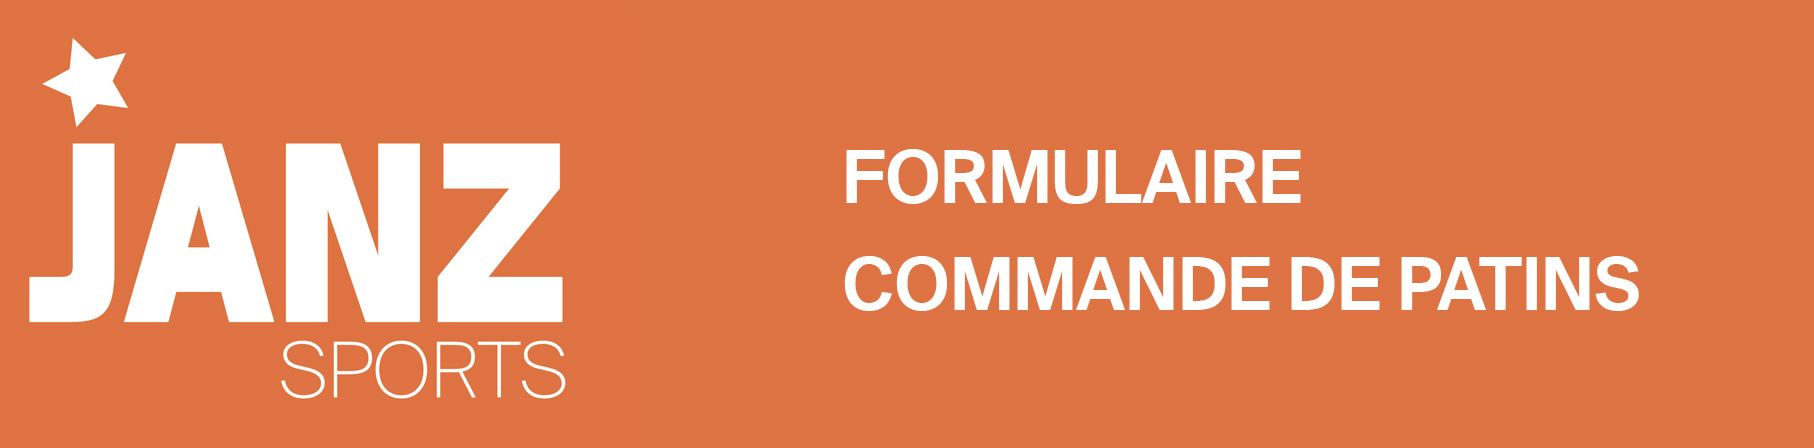 JANZ
SPORTS
FORMULAIRE
COMMANDE DE PATINS